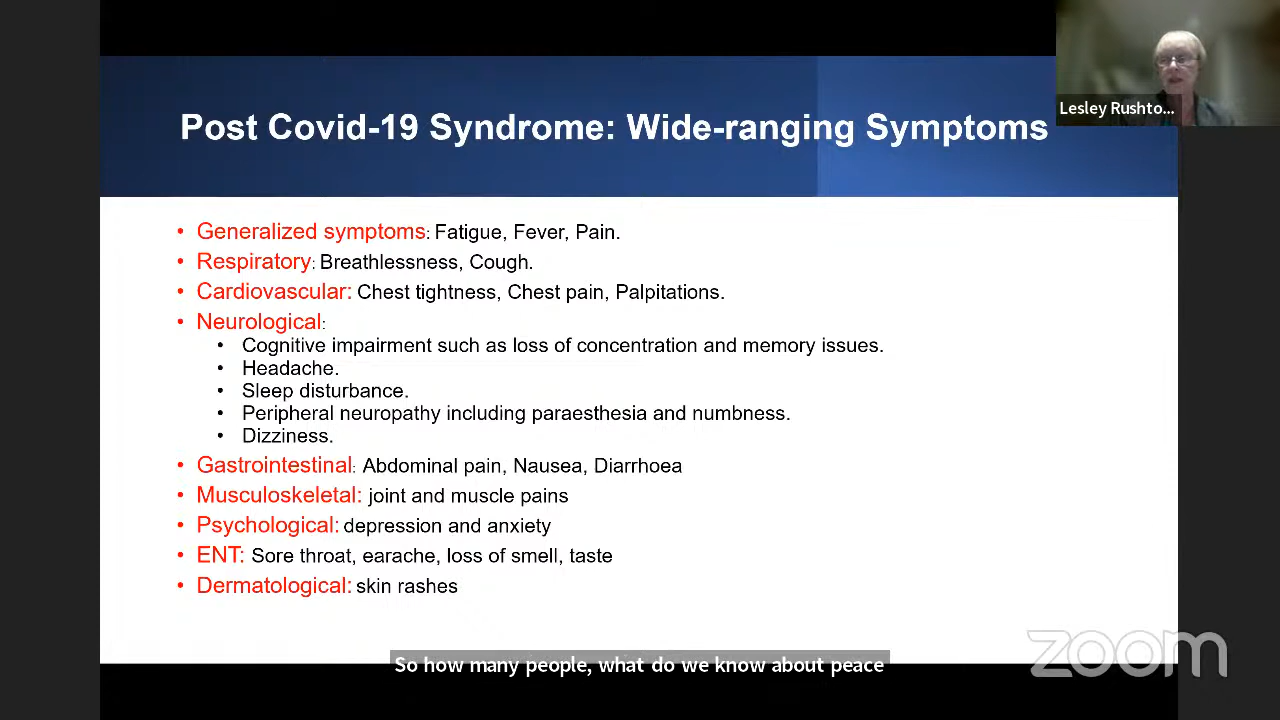 Lesley Rushto...
Post Covid-19 Syndrome: Wide-ranging Symptoms
• Generalized symptoms: Fatigue, Fever, Pain.
• Respiratory: Breathlessness, Cough.
• Cardiovascular: Chest tightness, Chest pain, Palpitations.
• Neurological:
• Cognitive impairment such as loss of concentration and memory issues.
• Headache.
• Sleep disturbance.
• Peripheral neuropathy including paraesthesia and numbness.
• Dizziness.
• Gastrointestinal: Abdominal pain, Nausea, Diarrhoea
• Musculoskeletal: joint and muscle pains
• Psychological: depression and anxiety
• ENT: Sore throat, earache, loss of smell, taste
• Dermatological: skin rashes
zoom
So how many people, what do we know about peace